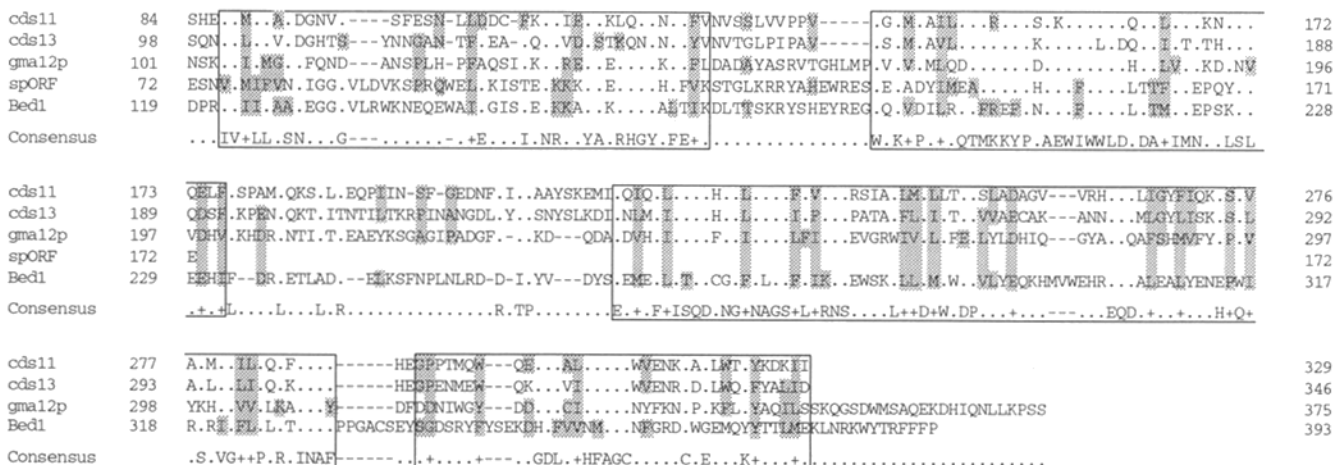 cds11 84 SHE..M..A.DGNV.----SFESN-LLDDC-FK...IE..KLQ..N..FVNVSSLVVPPV------.G.M.AIL...R...S.K......Q..L...KN... 172
cds13 98 SQN..L..V.DGHTS----YNNGAN-TF.EA-.Q..VD.STKQN.N.YVNVTGLPIPAV------.S.M.AVL.......K.....L.DQ..I.T.TH... 188
gma12p 101 NSK..I.MG..FQND---ANSPLH-PFAQSI.K...RE...E....K...FLDADAYASRVTGHLMP.V.MLQD......D......H..LV..KD.NV 196
spORF 72 ESNV.MIFVN.IGG.VLDVKSPRQWEL.KISTE.KKK..E....H.FVKSTGLKRRYAHEWRES.EADYIMEA....H...F...LTTF..EPQY.. 171
Bed1 119 DPR..II.AA.EGG.VLRWKNEQEWAI.GIS.E.KKA..K....ALTIKDLTTSKRYSHEYREG.Q.VDILR..FREF..N...F..LTM..EPSK.. 228
Consensus ...IV+LL.SN...G---.......-.+E...I.NR..YA.RHGY.FE+...............W.K+P.+.QTMKKYP.AEWIWWLD.DA+IMN..LSL
cds11 173 QELF.SPAM.QKS.L.EQPIIN-SF-GEDNF.I..AAYSKEMI.QIQ.L....H..L....F.V...RSIA.LM.LLT..SLADAGV---VRH...LIGYFIQK.S.V 276
cds13 189 QDSF.KPEN.QKT.ITNTILTKRPINANGDL.Y..SNYSLKDI.NLM.I....H..L....I.P...PATA.FL.I.T..VVAECAK---ANN...MLGYLISK.S.L 292
gma12p 197 VDHV.KHDR.NTI.T.EAEYKSGAGIPADGF...-KD---QDA.DVH.I....F..I...LFI...EVGRWIV.L.FE.LYLDHIQ---GYA..QAFSHMVFY.P.V 297
spORF 172 E 172
Bed1 229 EEHIF..DR.ETLAD..ELKSFNPLNLRD-D-I.YV---DYS.EME.L.T..CG.F.L..F.IK..EWSK.LL.M.W..VLYEQKHMVWEHR..ALEALYENEPWI 317
Consensus .+.+L....L...L.R................R.TP........E.+.F+ISQD.NG+NAGS+L+RNS....L++D+W.DP...+......EQD.+..+...H+Q+
cds11 277 A.M..IL.Q.F....------HEGPPTMQW---QE...AL....WVENK.A.LWT.YKDKII 329
cds13 293 A.L..LI.Q.K....------HEGPENMEW---QK...VI....WVENR.D.LWQ.FYALID 346
gma12p 298 YKH..VV.LKA...Y------DFDDNIWGY---DD...CI....NYFKN.P.KFL.YAQILSSKQGSDWMSAQEKDHIQNLLKPSS 375
Bed1 318 R.RI.FL.L.T....PPGACSEYSGDSRYFYSEKDH.FVVNM...NFGRD.WGEMQYYTTLMEKLNRKWYTRFFFP 393
Consensus .S.VG++P.R.INAF------...+....---GDL.+HFAGC....C.E...K+...+.......................